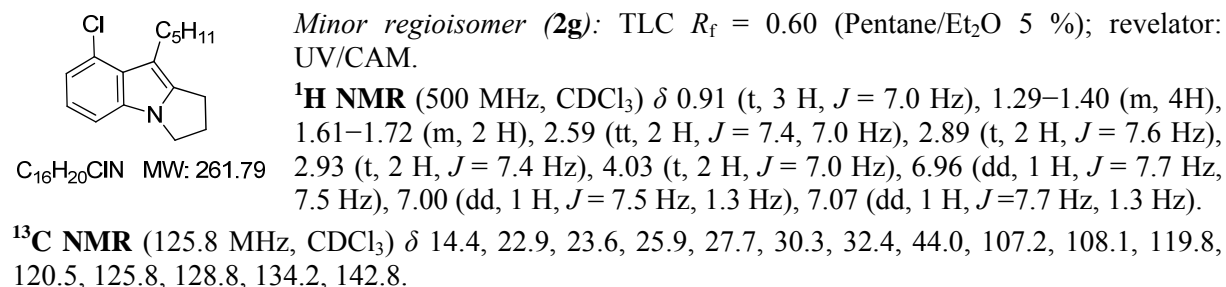 Cl
C5H11
N
C16H20ClN MW: 261.79
Minor regioisomer (2g): TLC Rf = 0.60 (Pentane/Et2O 5 %); revelator:
UV/CAM.
1H NMR (500 MHz, CDCl3) δ 0.91 (t, 3 H, J = 7.0 Hz), 1.29−1.40 (m, 4H),
1.61−1.72 (m, 2 H), 2.59 (tt, 2 H, J = 7.4, 7.0 Hz), 2.89 (t, 2 H, J = 7.6 Hz),
2.93 (t, 2 H, J = 7.4 Hz), 4.03 (t, 2 H, J = 7.0 Hz), 6.96 (dd, 1 H, J = 7.7 Hz,
7.5 Hz), 7.00 (dd, 1 H, J = 7.5 Hz, 1.3 Hz), 7.07 (dd, 1 H, J =7.7 Hz, 1.3 Hz).
13C NMR (125.8 MHz, CDCl3) δ 14.4, 22.9, 23.6, 25.9, 27.7, 30.3, 32.4, 44.0, 107.2, 108.1, 119.8,
120.5, 125.8, 128.8, 134.2, 142.8.